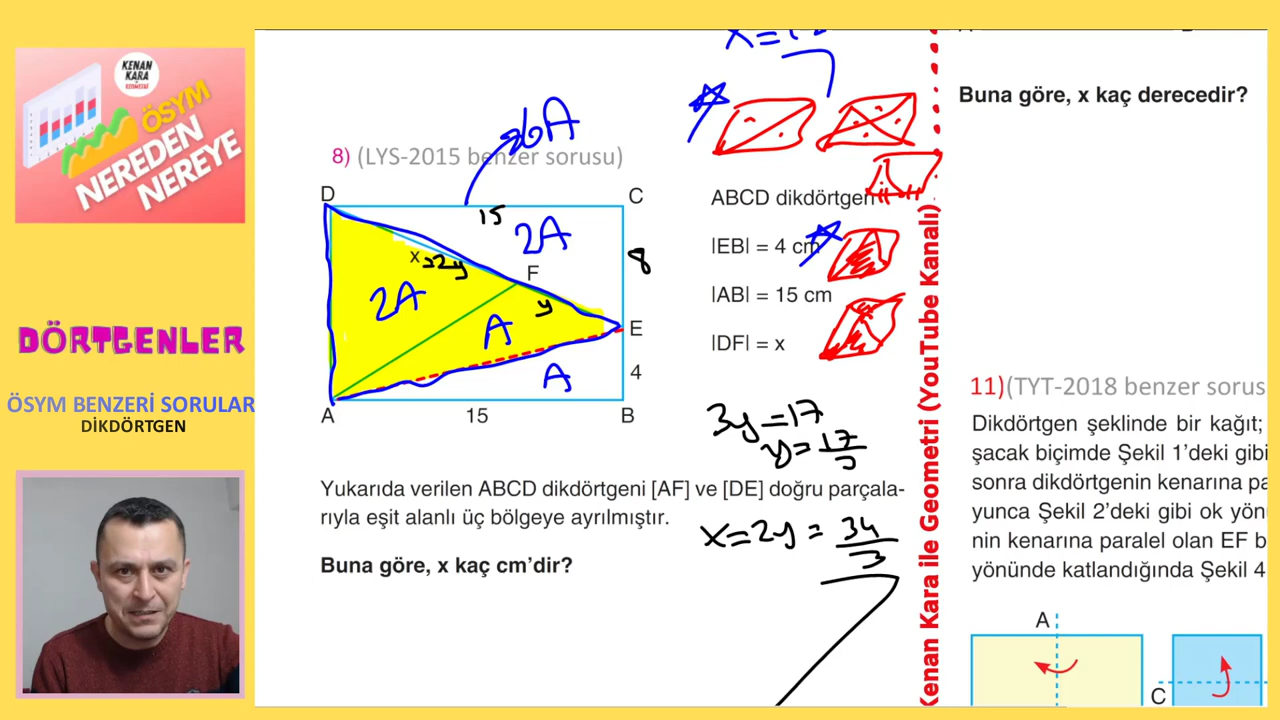 KENAN
KARA
ÖSYM
NEREDEN
NEREYE
DÖRTGENLER
ÖSYM BENZERİ SORULAR
DİKDÖRTGEN
8) (LYS-2015 benzer sorusu)
6A
D
C
15
2A
8
x
=2y
F
2A
y
A
E
A
4
A
15
B
Yukarıda verilen ABCD dikdörtgeni [AF] ve [DE] doğru parçala-
rıyla eşit alanlı üç bölgeye ayrılmıştır.
Buna göre, x kaç cm'dir?
ABCD dikdörtgen
|EB| = 4 cm
|AB| = 15 cm
|DF| = x
3y=17
y=17/3
x=2y=34/3
Kenan Kara ile Geometri (YouTube Kanalı)
Buna göre, x kaç derecedir?
11)(TYT-2018 benzer sorus
Dikdörtgen şeklinde bir kağıt;
şacak biçimde Şekil 1'deki gibi
sonra dikdörtgenin kenarına pa
yunca Şekil 2'deki gibi ok yön
nin kenarına paralel olan EF b
yönünde katlandığında Şekil 4
A
C